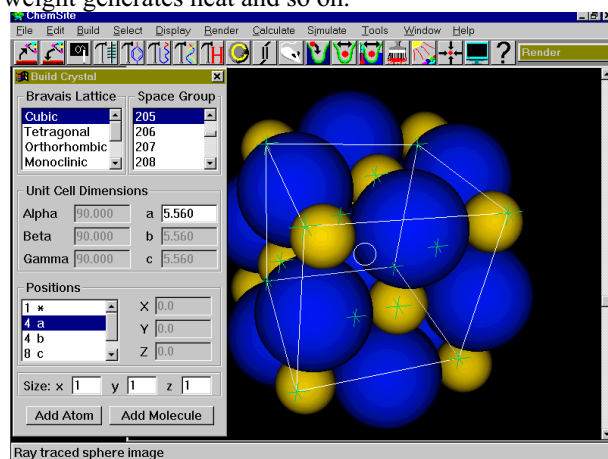 weight generates heat and so on.
ChemSite
File Edit Build Select Display Render Calculate Simulate Tools Window Help
Render
Build Crystal
Bravais Lattice Space Group
Cubic 205
Tetragonal 206
Orthorhombic 207
Monoclinic 208
Unit Cell Dimensions
Alpha 90.000 a 5.560
Beta 90.000 b 5.560
Gamma 90.000 c 5.560
Positions
1 * X 0.0
4 a Y 0.0
4 b Z 0.0
8 c
Size: x 1 y 1 z 1
Add Atom Add Molecule
Ray traced sphere image